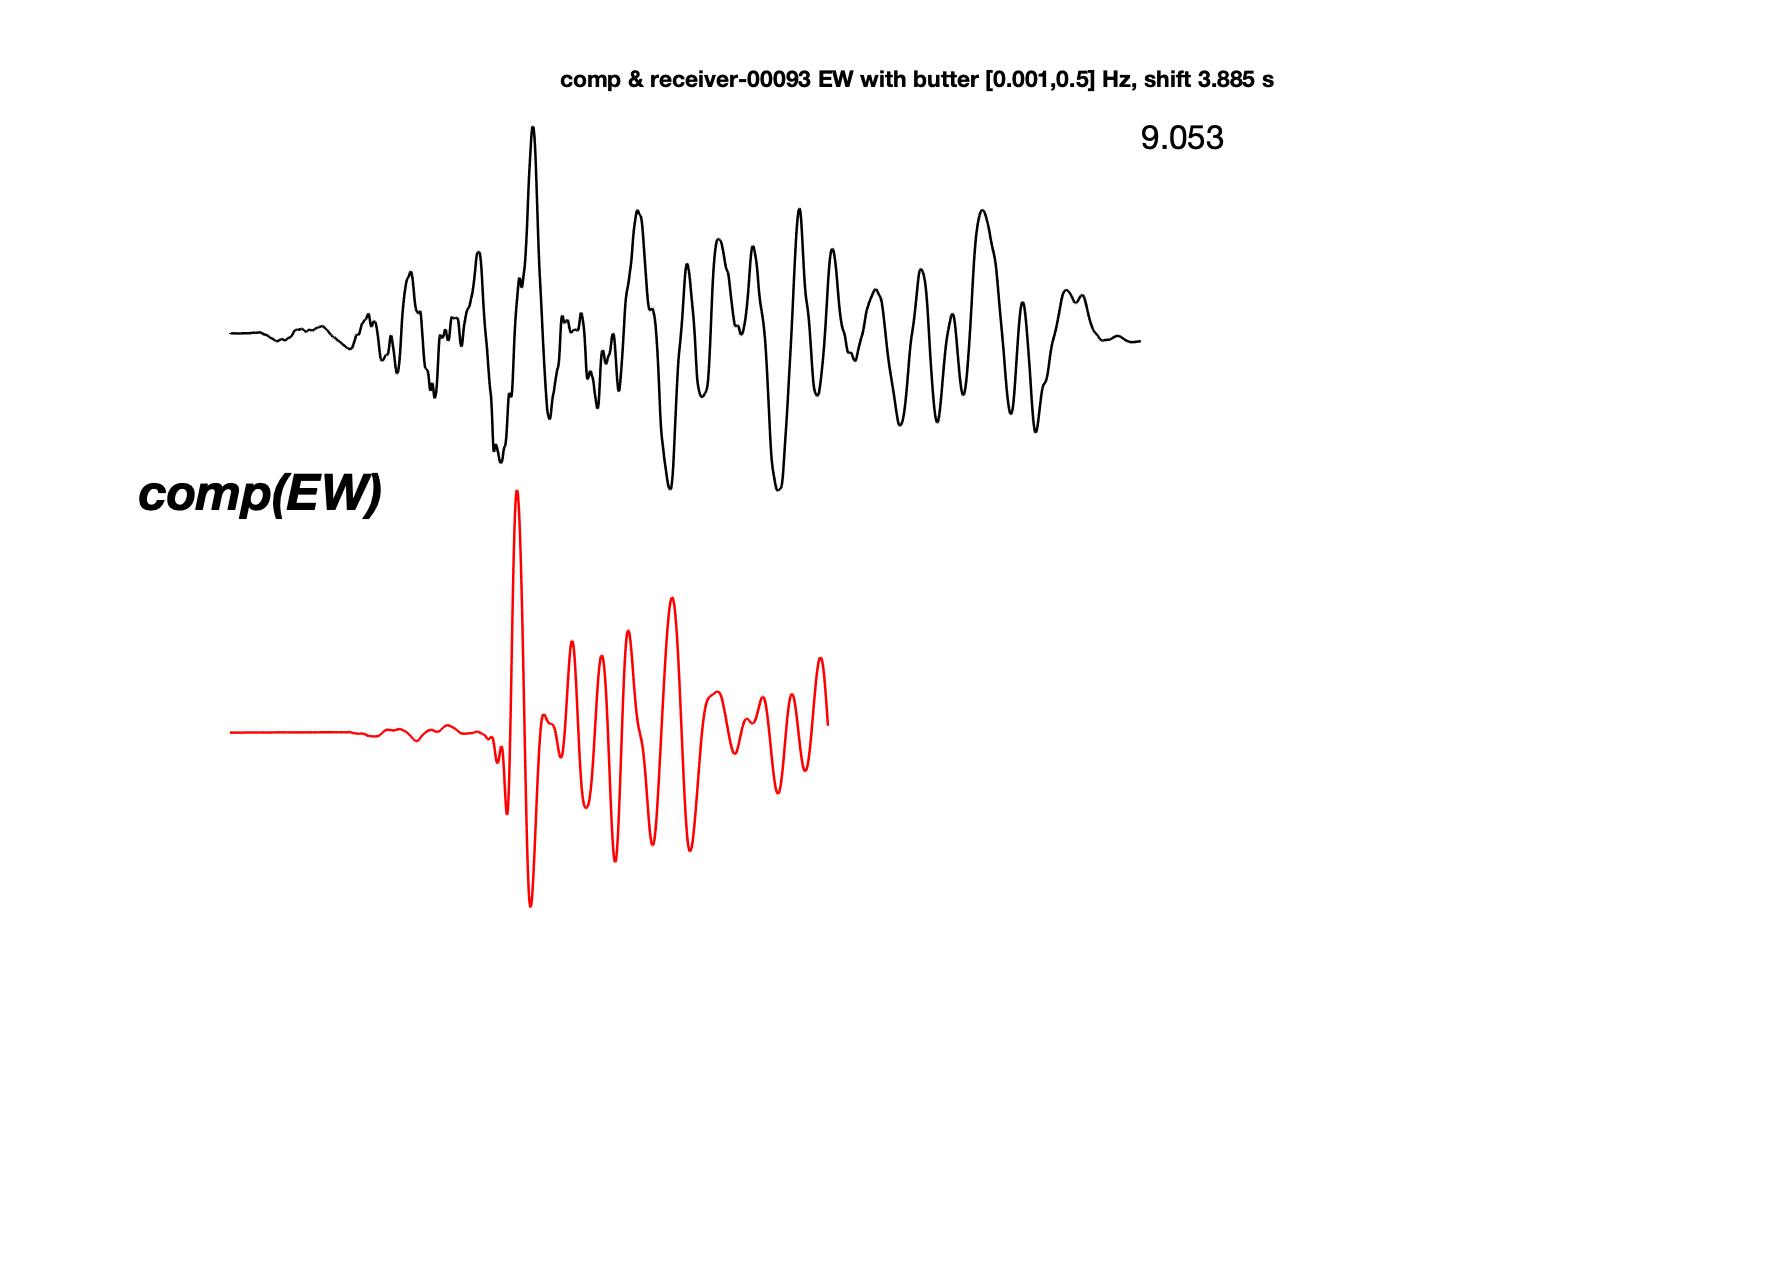 comp & receiver-00093 EW with butter [0.001,0.5] Hz, shift 3.885 s
9.053
comp(EW)